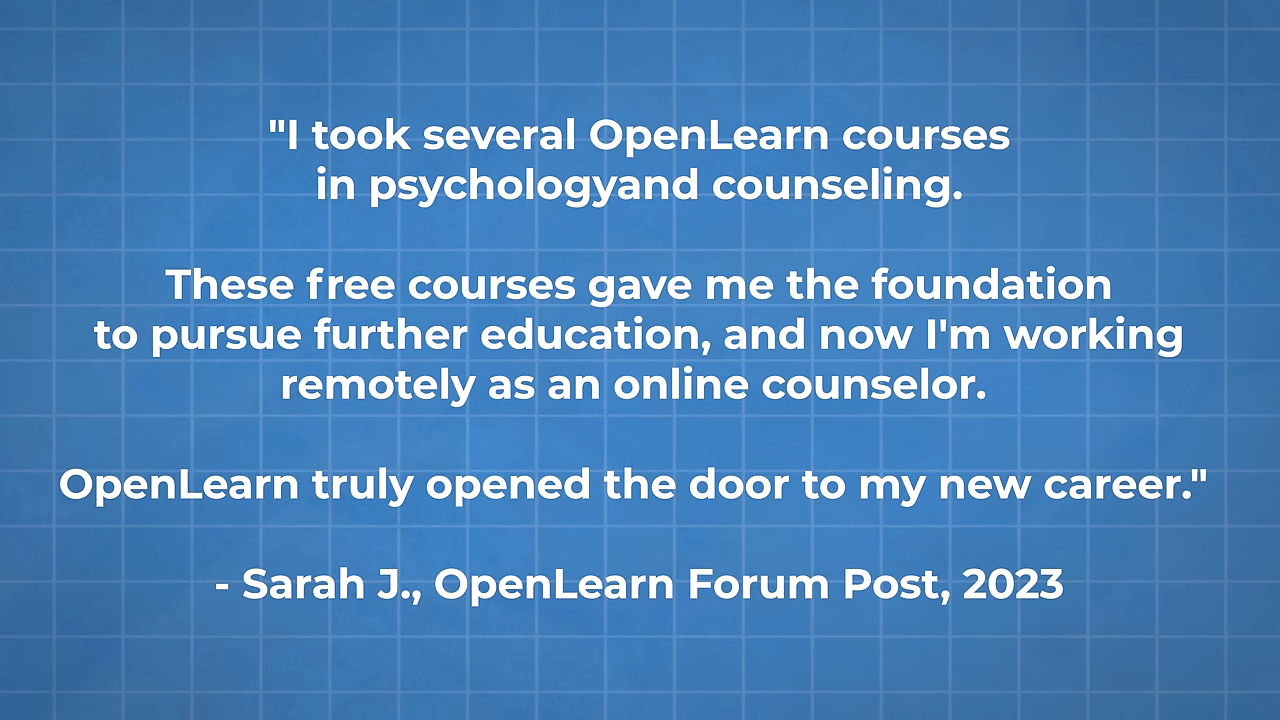 "I took several OpenLearn courses
in psychologyand counseling.
These free courses gave me the foundation
to pursue further education, and now I'm working
remotely as an online counselor.
OpenLearn truly opened the door to my new career."
- Sarah J., OpenLearn Forum Post, 2023